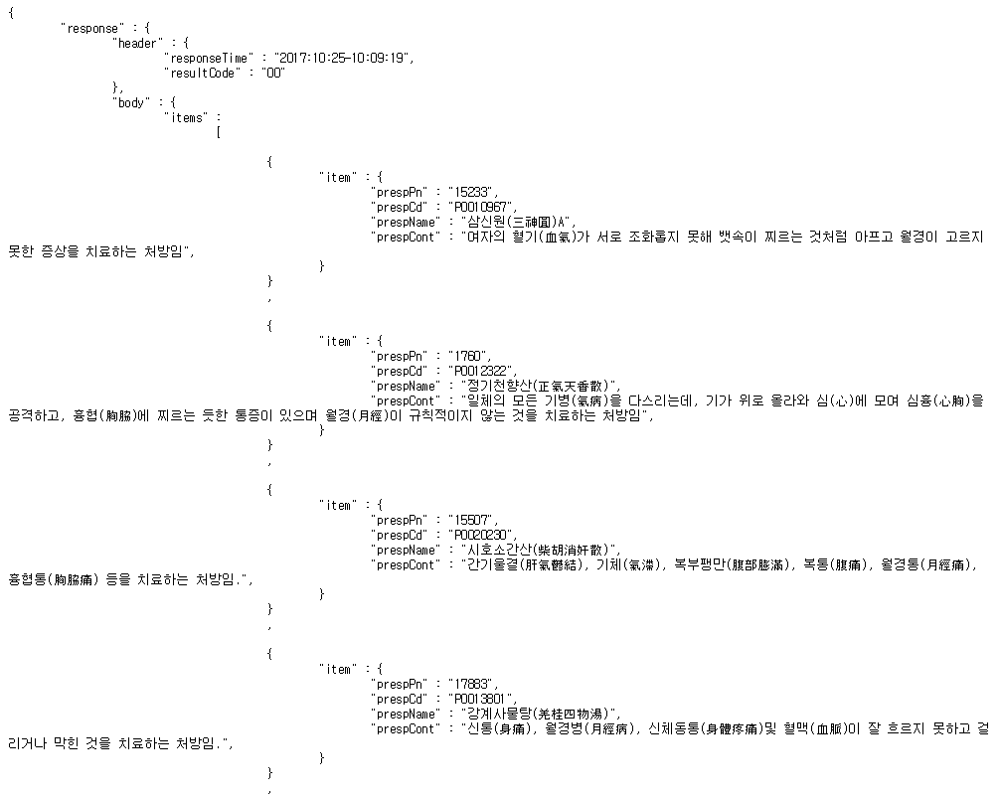 {
"response" : {
"header" : {
"responseTime" : "2017:10:25-10:09:19",
"resultCode" : "00"
},
"body" : {
"items" :
[
{
"item" : {
"prespPn" : "15233",
"prespCd" : "P0010967",
"prespName" : "삼신원(三神圓)A",
"prespCont" : "여자의 혈기(血氣)가 서로 조화롭지 못해 뱃속이 찌르는 것처럼 아프고 월경이 고르지
못한 증상을 치료하는 처방임",
}
}
,
{
"item" : {
"prespPn" : "1760",
"prespCd" : "P0012322",
"prespName" : "정기천향산(正氣天香散)",
"prespCont" : "일체의 모든 기병(氣病)을 다스리는데, 기가 위로 올라와 심(心)에 모여 심흉(心胸)을
공격하고, 흉협(胸脇)에 찌르는 듯한 통증이 있으며 월경(月經)이 규칙적이지 않는 것을 치료하는 처방임",
}
}
,
{
"item" : {
"prespPn" : "15507",
"prespCd" : "P0020230",
"prespName" : "시호소간산(柴胡消奸散)",
"prespCont" : "간기울결(肝氣鬱結), 기체(氣滯), 복부팽만(腹部膨滿), 복통(腹痛), 월경통(月經痛),
흉협통(胸脇痛) 등을 치료하는 처방임.",
}
}
,
{
"item" : {
"prespPn" : "17883",
"prespCd" : "P0013801",
"prespName" : "강계사물탕(羌桂四物湯)",
"prespCont" : "신통(身痛), 월경병(月經病), 신체동통(身體疼痛)및 혈맥(血脈)이 잘 흐르지 못하고 걸
리거나 막힌 것을 치료하는 처방임.",
}
}
,